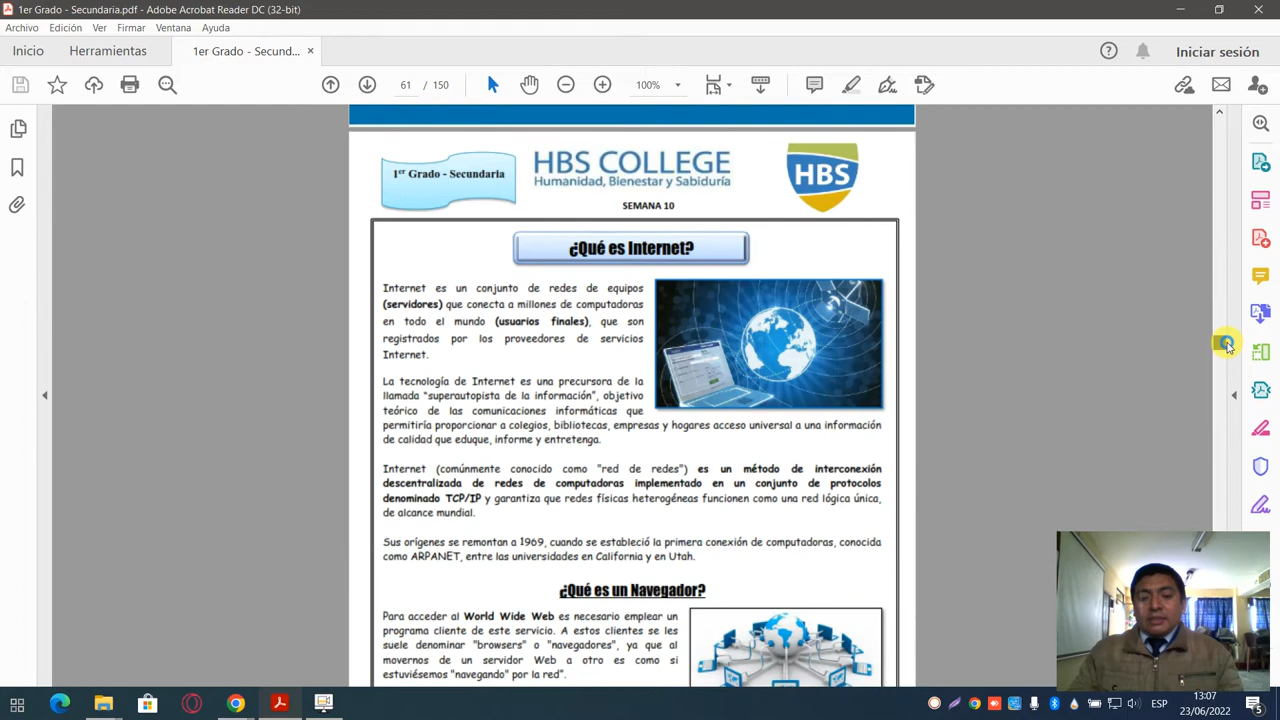 1er Grado - Secundaria.pdf - Adobe Acrobat Reader DC (32-bit)
Archivo Edición Ver Firmar Ventana Ayuda
Inicio Herramientas 1er Grado - Secund... Iniciar sesión
61 / 150 100%
1er Grado - Secundaria
HBS COLLEGE
Humanidad, Bienestar y Sabiduría
HBS
SEMANA 10
¿Qué es Internet?
Internet es un conjunto de redes de equipos
(servidores) que conecta a millones de computadoras
en todo el mundo (usuarios finales), que son
registrados por los proveedores de servicios
Internet.
La tecnología de Internet es una precursora de la
llamada "superautopista de la información", objetivo
teórico de las comunicaciones informáticas que
permitiría proporcionar a colegios, bibliotecas, empresas y hogares acceso universal a una información
de calidad que eduque, informe y entretenga.
Internet (comúnmente conocido como "red de redes") es un método de interconexión
descentralizada de redes de computadoras implementado en un conjunto de protocolos
denominado TCP/IP y garantiza que redes físicas heterogéneas funcionen como una red lógica única,
de alcance mundial.
Sus orígenes se remontan a 1969, cuando se estableció la primera conexión de computadoras, conocida
como ARPANET, entre las universidades en California y en Utah.
¿Qué es un Navegador?
Para acceder al World Wide Web es necesario emplear un
programa cliente de este servicio. A estos clientes se les
suele denominar "browsers" o "navegadores", ya que al
movernos de un servidor Web a otro es como si
estuviésemos "navegando" por la red".
ESP
13:07
23/06/2022
5